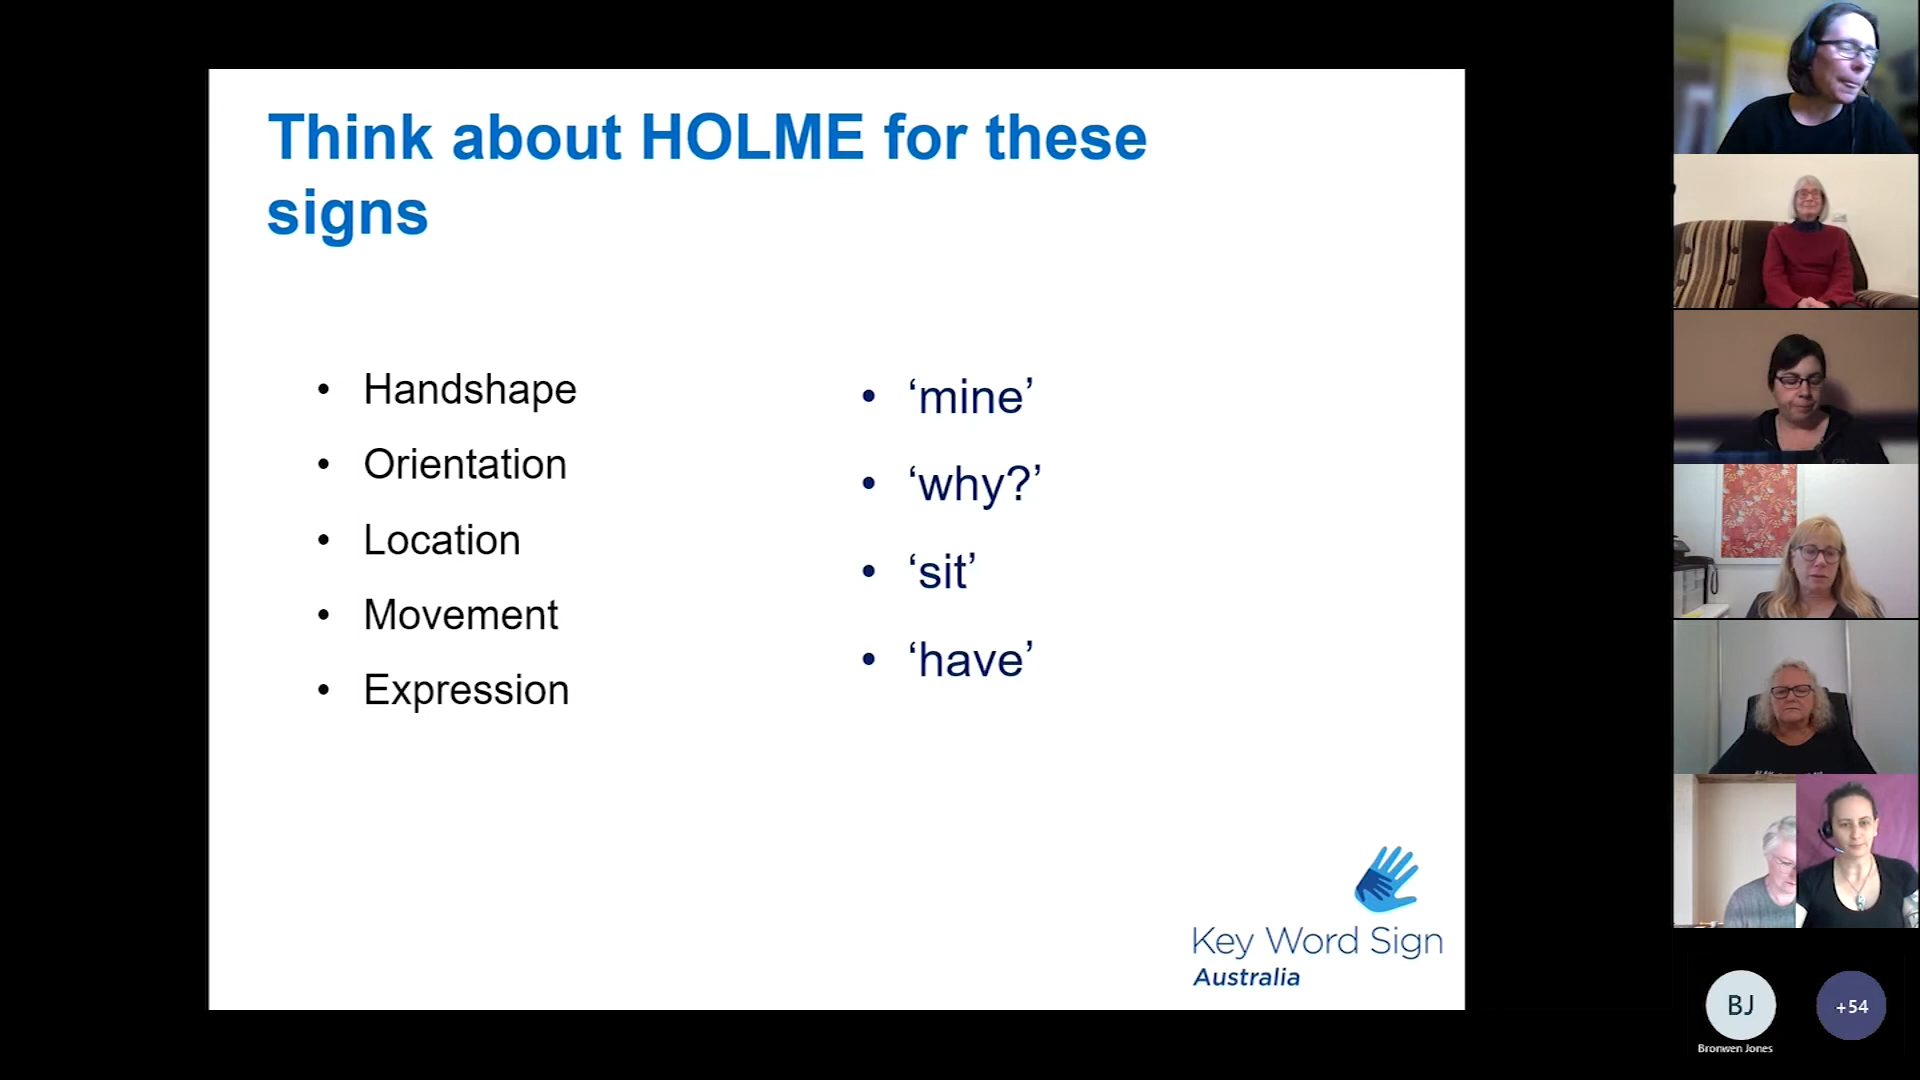 Think about HOLME for these
signs
• Handshape
• Orientation
• Location
• Movement
• Expression
• ‘mine’
• ‘why?’
• ‘sit’
• ‘have’
Key Word Sign
Australia
BJ
+54
Bronwen Jones